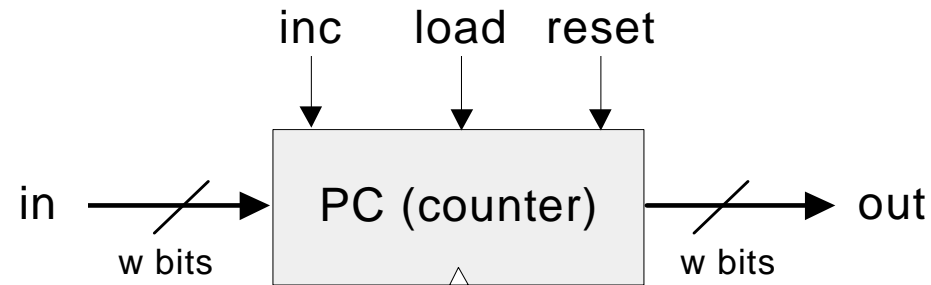 inc load reset
in PC (counter) out
w bits w bits